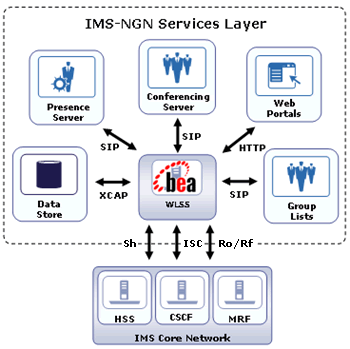 IMS-NGN Services Layer
Presence
Server
Conferencing
Server
Web
Portals
SIP
SIP
HTTP
Data
Store
XCAP
bea
WLSS
SIP
Group
Lists
Sh
ISC
Ro/Rf
HSS
CSCF
MRF
IMS Core Network